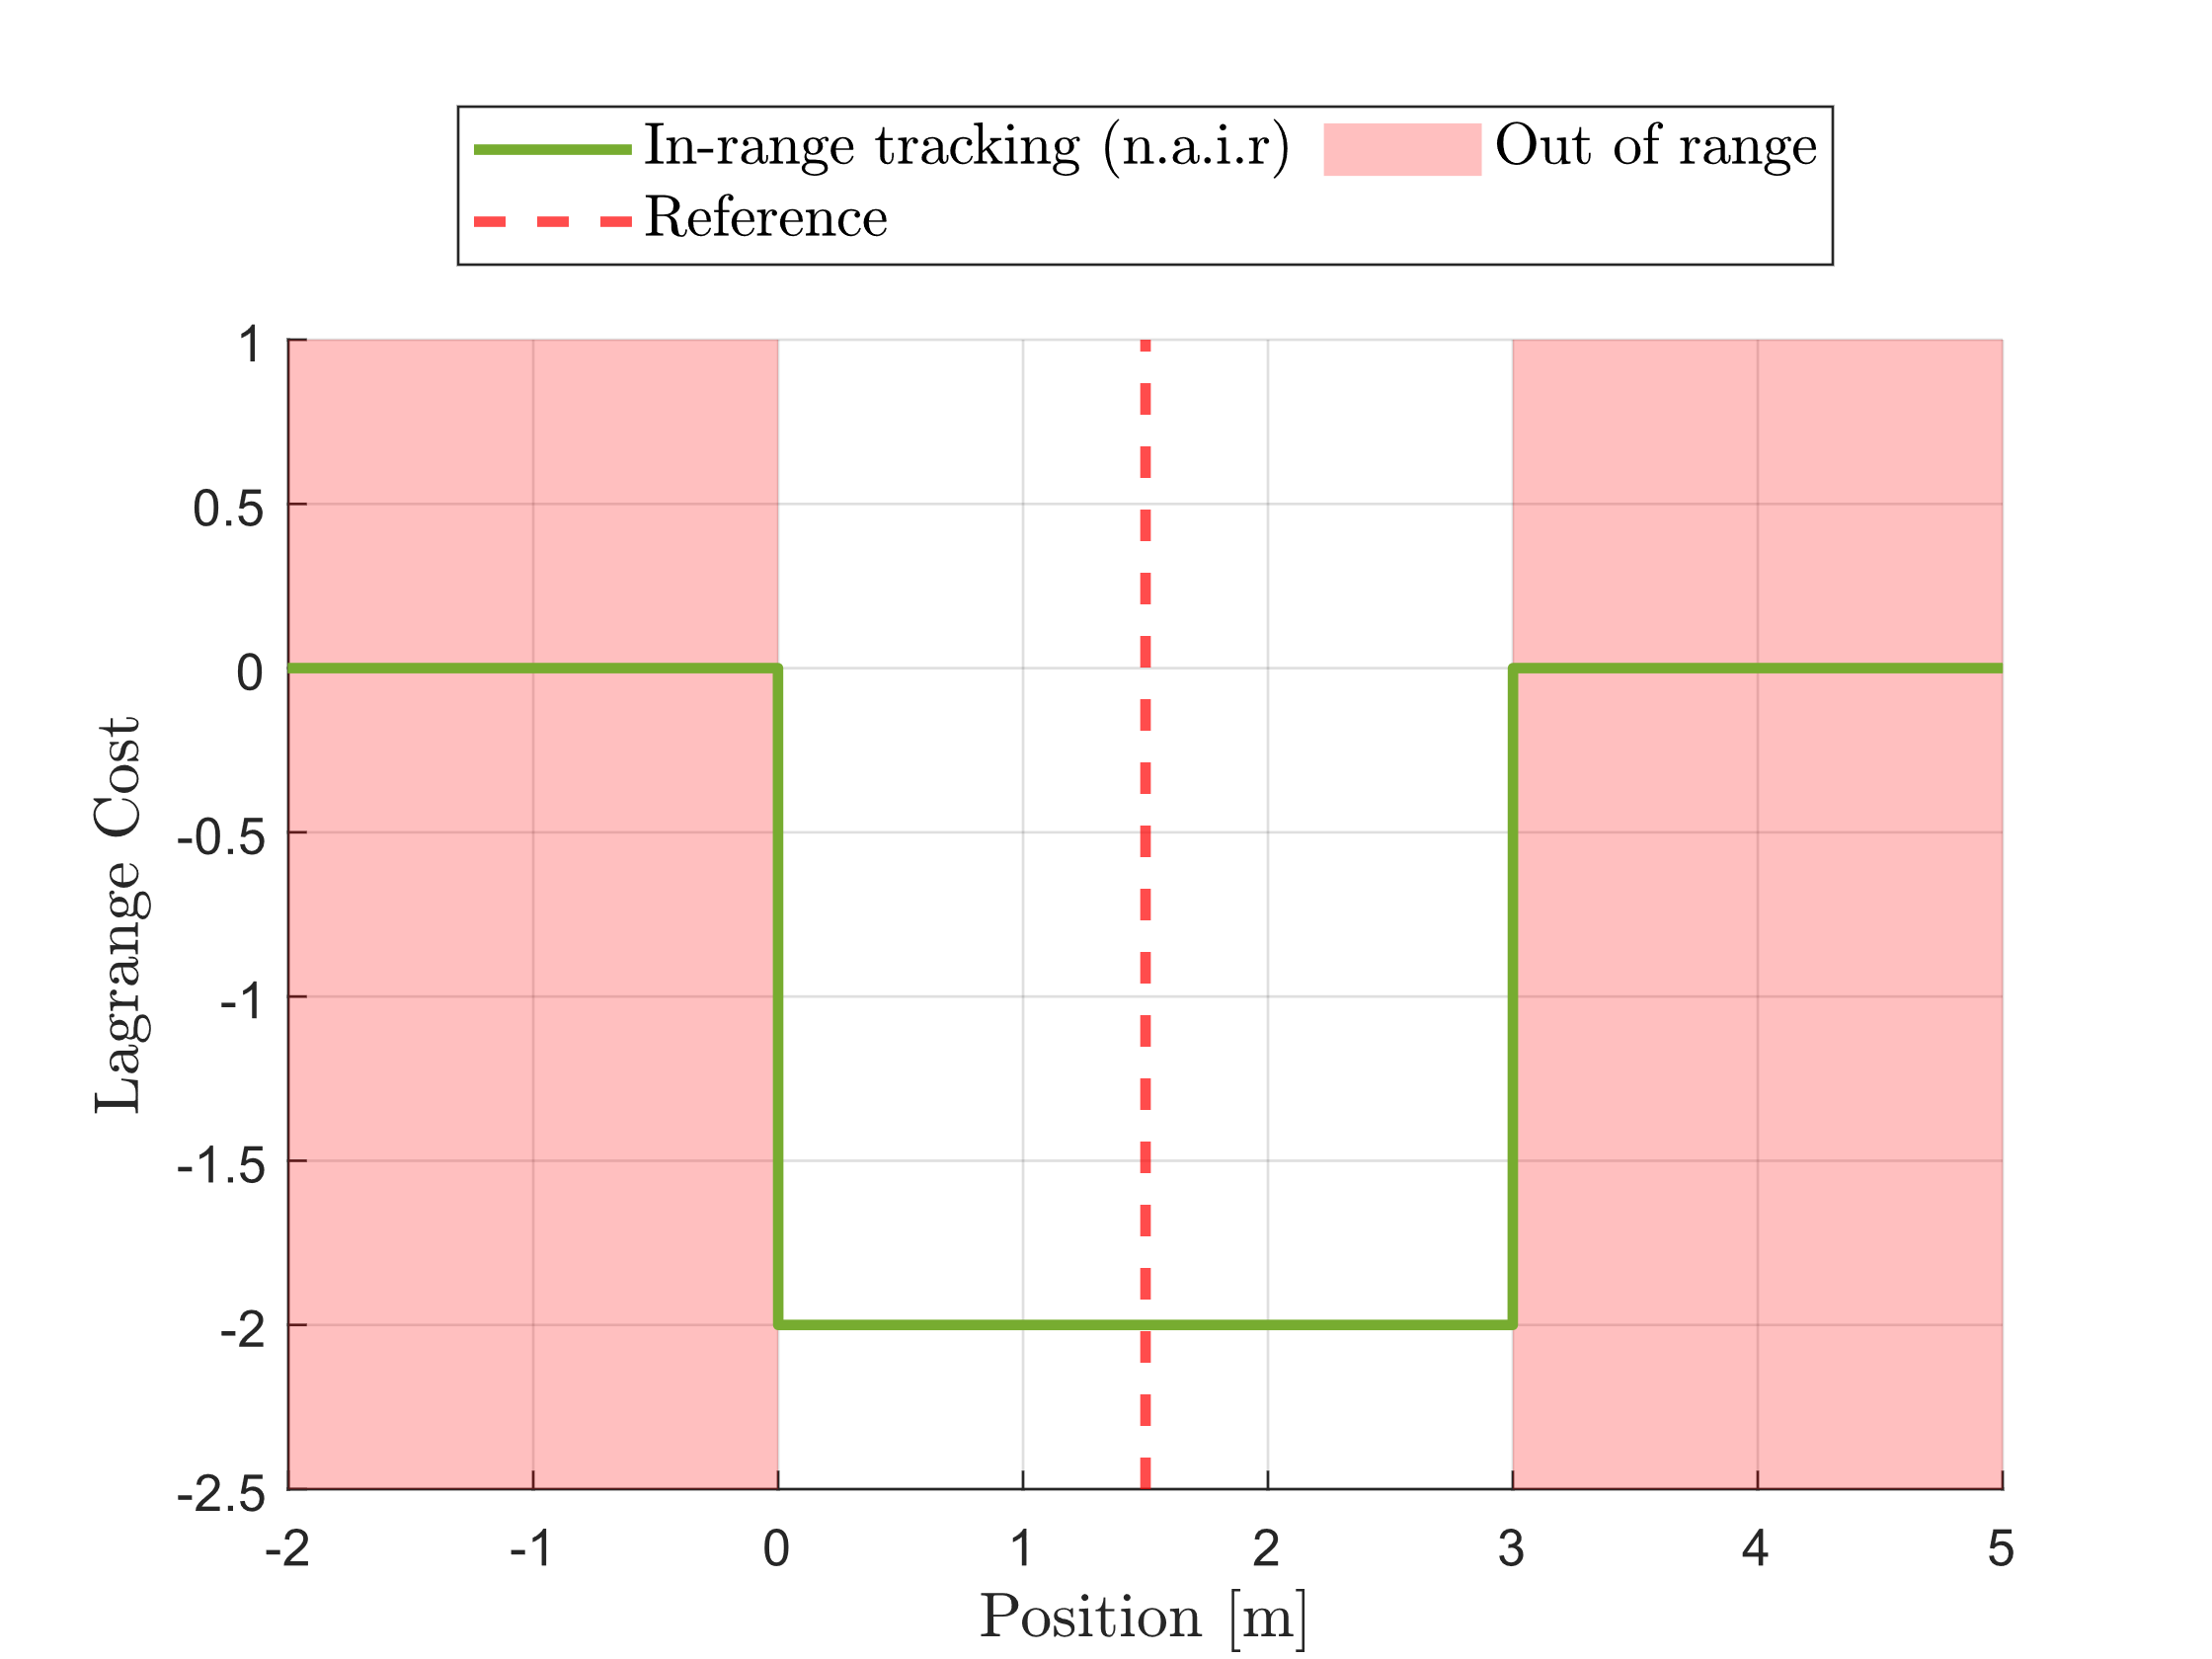 In-range tracking (n.a.i.r) Out of range
Reference
1
0.5
0
-0.5
-1
-1.5
-2
-2.5
Lagrange Cost
-2 -1 0 1 2 3 4 5
Position [m]